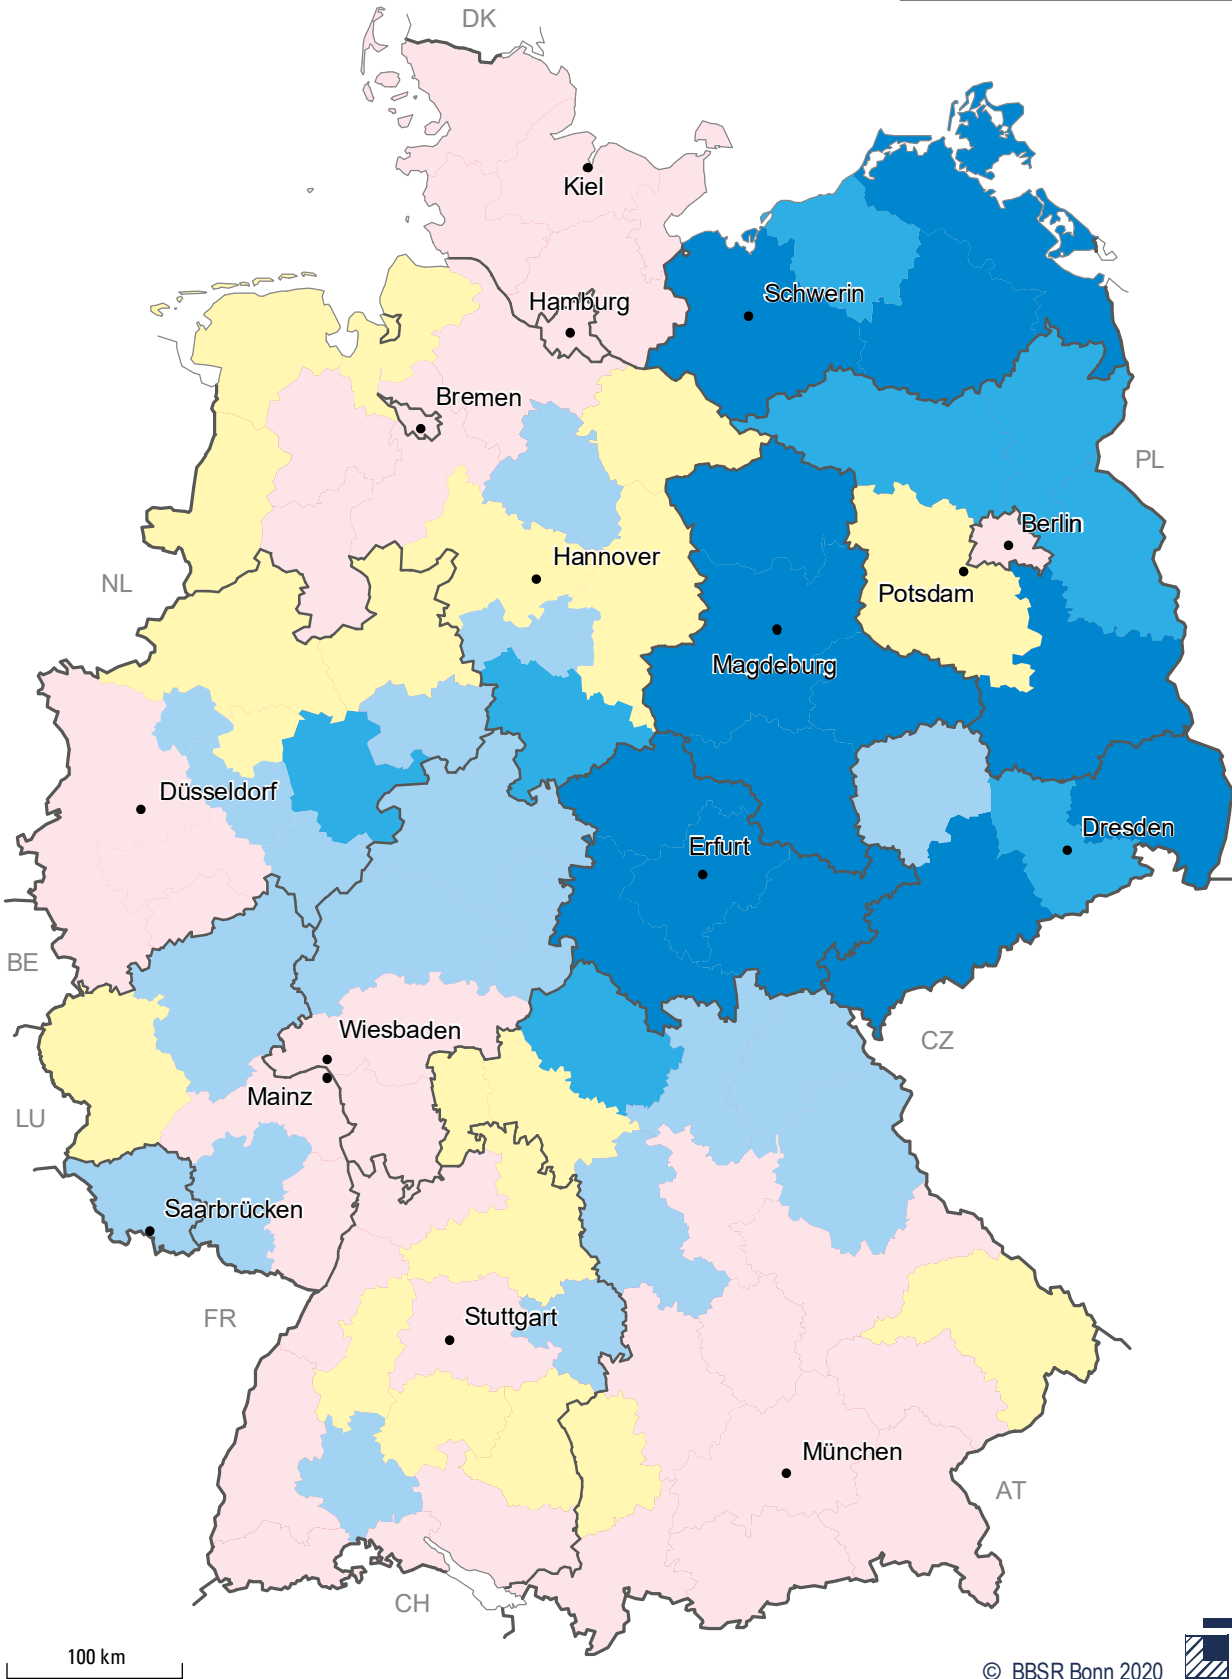 DK
Kiel
Hamburg
Schwerin
Bremen
PL
Berlin
Hannover
NL
Potsdam
Magdeburg
Düsseldorf
Dresden
Erfurt
BE
Wiesbaden
CZ
Mainz
LU
Saarbrücken
FR
Stuttgart
München
AT
CH
100 km
© BBSR Bonn 2020